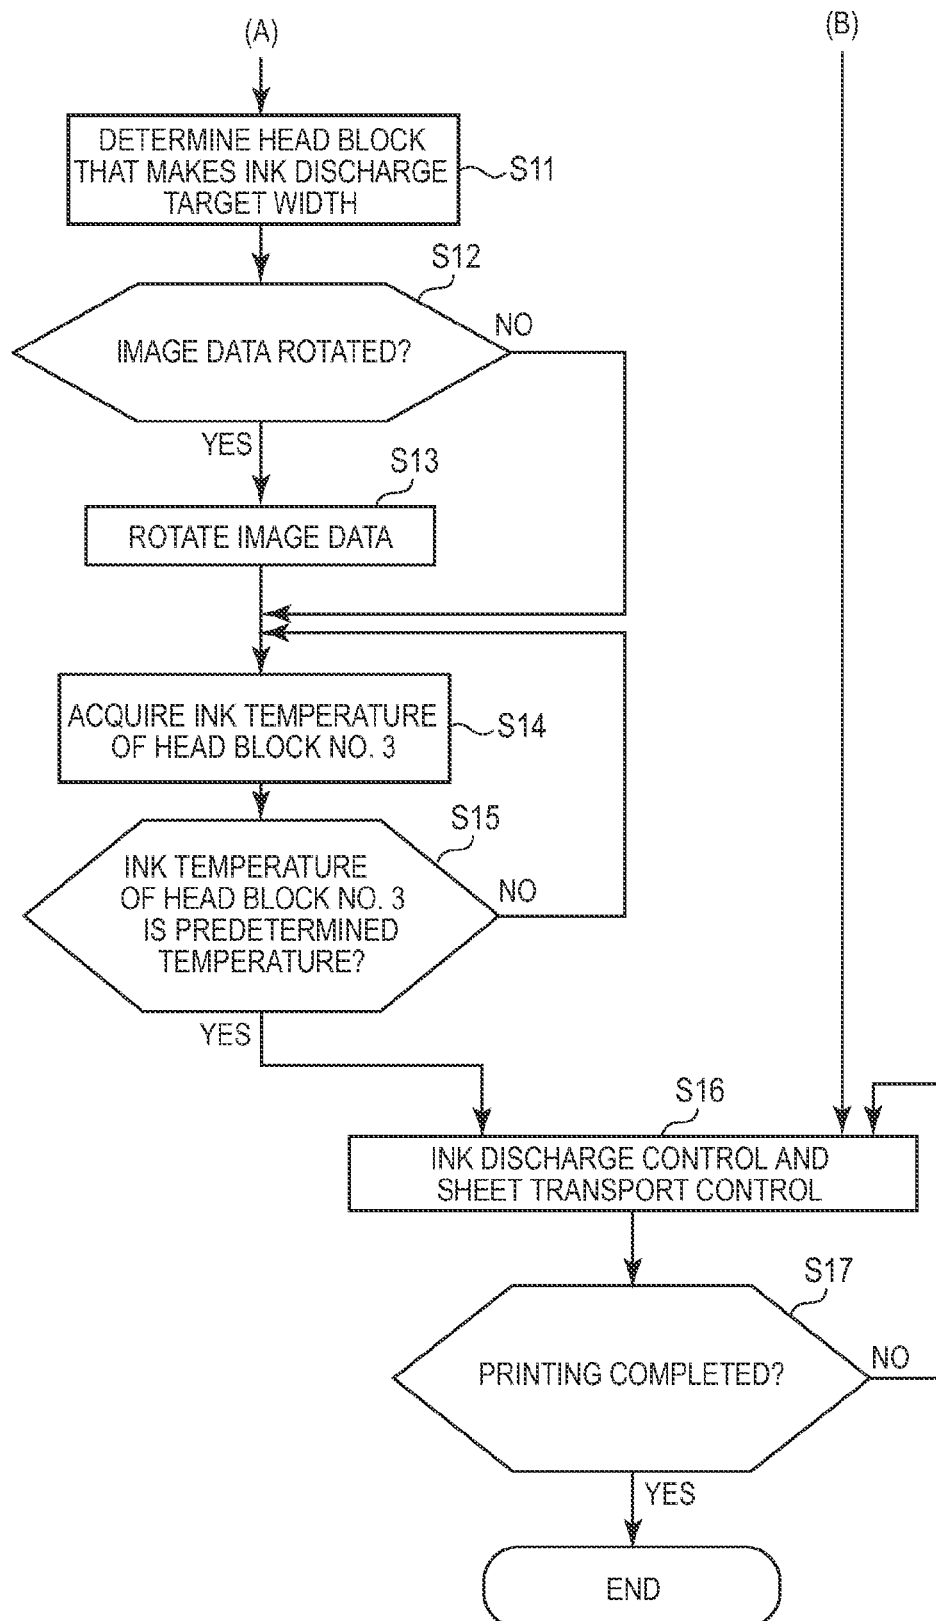 (A)
(B)
DETERMINE HEAD BLOCK
THAT MAKES INK DISCHARGE
TARGET WIDTH
S11
S12
IMAGE DATA ROTATED?
NO
YES
S13
ROTATE IMAGE DATA
ACQUIRE INK TEMPERATURE
OF HEAD BLOCK NO. 3
S14
S15
INK TEMPERATURE
OF HEAD BLOCK NO. 3
IS PREDETERMINED
TEMPERATURE?
NO
YES
S16
INK DISCHARGE CONTROL AND
SHEET TRANSPORT CONTROL
S17
PRINTING COMPLETED?
NO
YES
END